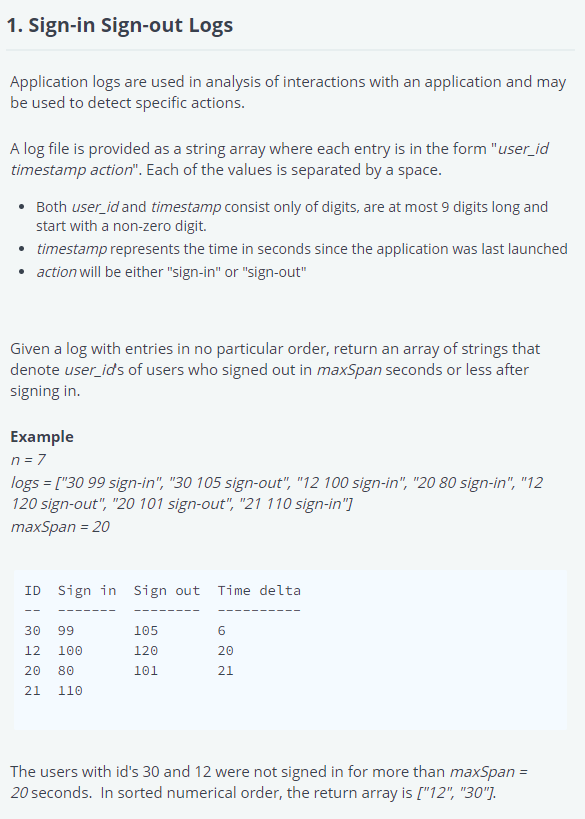 1. Sign-in Sign-out Logs
Application logs are used in analysis of interactions with an application and may
be used to detect specific actions.
A log file is provided as a string array where each entry is in the form "user_id
timestamp action". Each of the values is separated by a space.
• Both user_id and timestamp consist only of digits, are at most 9 digits long and
start with a non-zero digit.
• timestamp represents the time in seconds since the application was last launched
• action will be either "sign-in" or "sign-out"
Given a log with entries in no particular order, return an array of strings that
denote user_id's of users who signed out in maxSpan seconds or less after
signing in.
Example
n = 7
logs = ["30 99 sign-in", "30 105 sign-out", "12 100 sign-in", "20 80 sign-in", "12
120 sign-out", "20 101 sign-out", "21 110 sign-in"]
maxSpan = 20
ID Sign in Sign out Time delta
-- ------- -------- ----------
30 99 105 6
12 100 120 20
20 80 101 21
21 110
The users with id's 30 and 12 were not signed in for more than maxSpan =
20 seconds. In sorted numerical order, the return array is ["12", "30"].